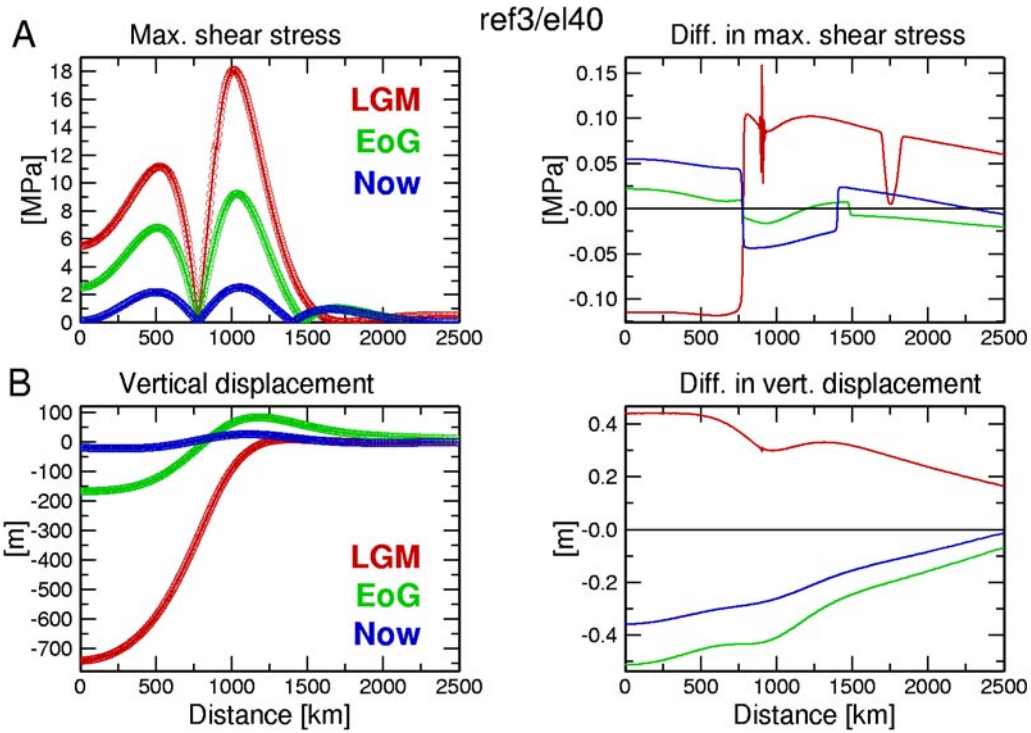 ref3/el40
A
Max. shear stress
[MPa]
18
16
14
12
10
8
6
4
2
0
LGM
EoG
Now
0 500 1000 1500 2000 2500
Diff. in max. shear stress
[MPa]
0.15
0.10
0.05
-0.00
-0.05
-0.10
0 500 1000 1500 2000 2500
B
Vertical displacement
[m]
100
0
-100
-200
-300
-400
-500
-600
-700
LGM
EoG
Now
0 500 1000 1500 2000 2500
Distance [km]
Diff. in vert. displacement
[m]
0.4
0.2
-0.0
-0.2
-0.4
0 500 1000 1500 2000 2500
Distance [km]